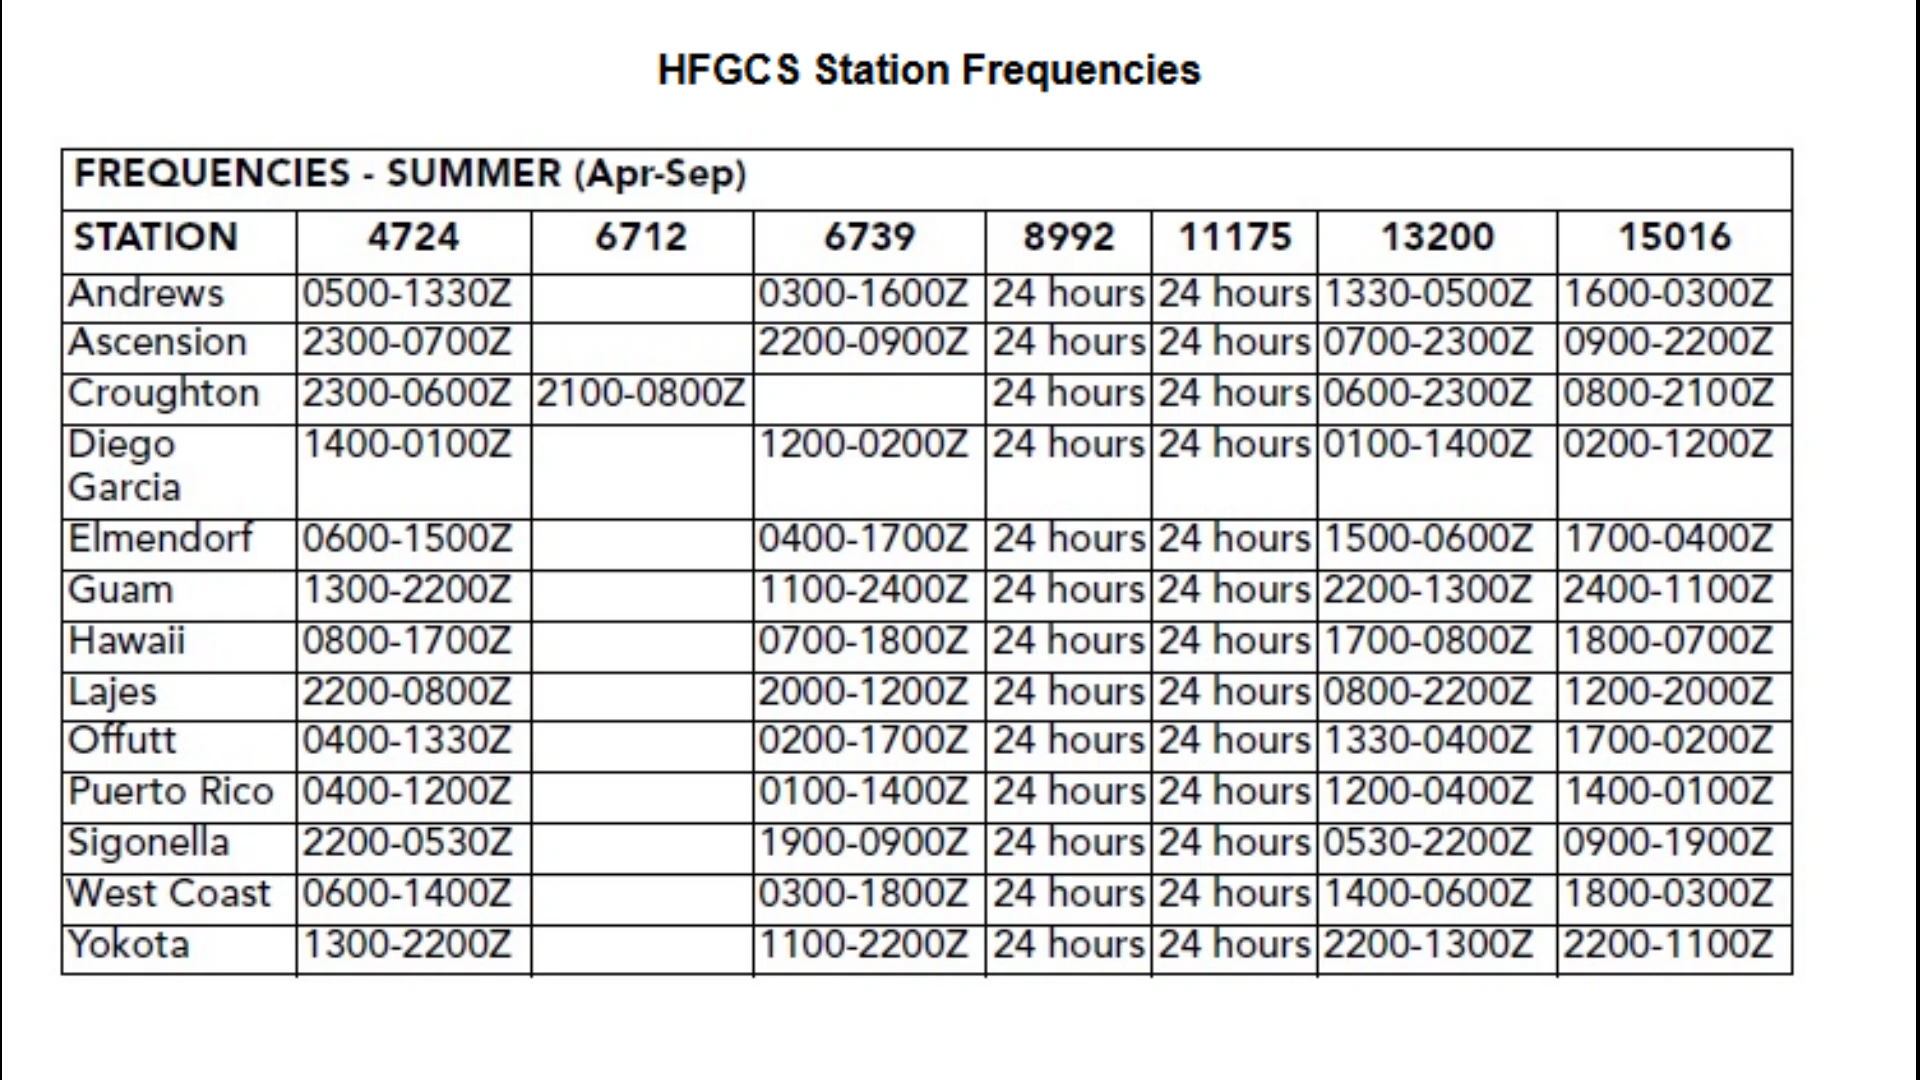 HFGCS Station Frequencies
FREQUENCIES - SUMMER (Apr-Sep)
STATION 4724 6712 6739 8992 11175 13200 15016
Andrews 0500-1330Z 0300-1600Z 24 hours 24 hours 1330-0500Z 1600-0300Z
Ascension 2300-0700Z 2200-0900Z 24 hours 24 hours 0700-2300Z 0900-2200Z
Croughton 2300-0600Z 2100-0800Z 24 hours 24 hours 0600-2300Z 0800-2100Z
Diego 1400-0100Z 1200-0200Z 24 hours 24 hours 0100-1400Z 0200-1200Z
Garcia
Elmendorf 0600-1500Z 0400-1700Z 24 hours 24 hours 1500-0600Z 1700-0400Z
Guam 1300-2200Z 1100-2400Z 24 hours 24 hours 2200-1300Z 2400-1100Z
Hawaii 0800-1700Z 0700-1800Z 24 hours 24 hours 1700-0800Z 1800-0700Z
Lajes 2200-0800Z 2000-1200Z 24 hours 24 hours 0800-2200Z 1200-2000Z
Offutt 0400-1330Z 0200-1700Z 24 hours 24 hours 1330-0400Z 1700-0200Z
Puerto Rico 0400-1200Z 0100-1400Z 24 hours 24 hours 1200-0400Z 1400-0100Z
Sigonella 2200-0530Z 1900-0900Z 24 hours 24 hours 0530-2200Z 0900-1900Z
West Coast 0600-1400Z 0300-1800Z 24 hours 24 hours 1400-0600Z 1800-0300Z
Yokota 1300-2200Z 1100-2200Z 24 hours 24 hours 2200-1300Z 2200-1100Z